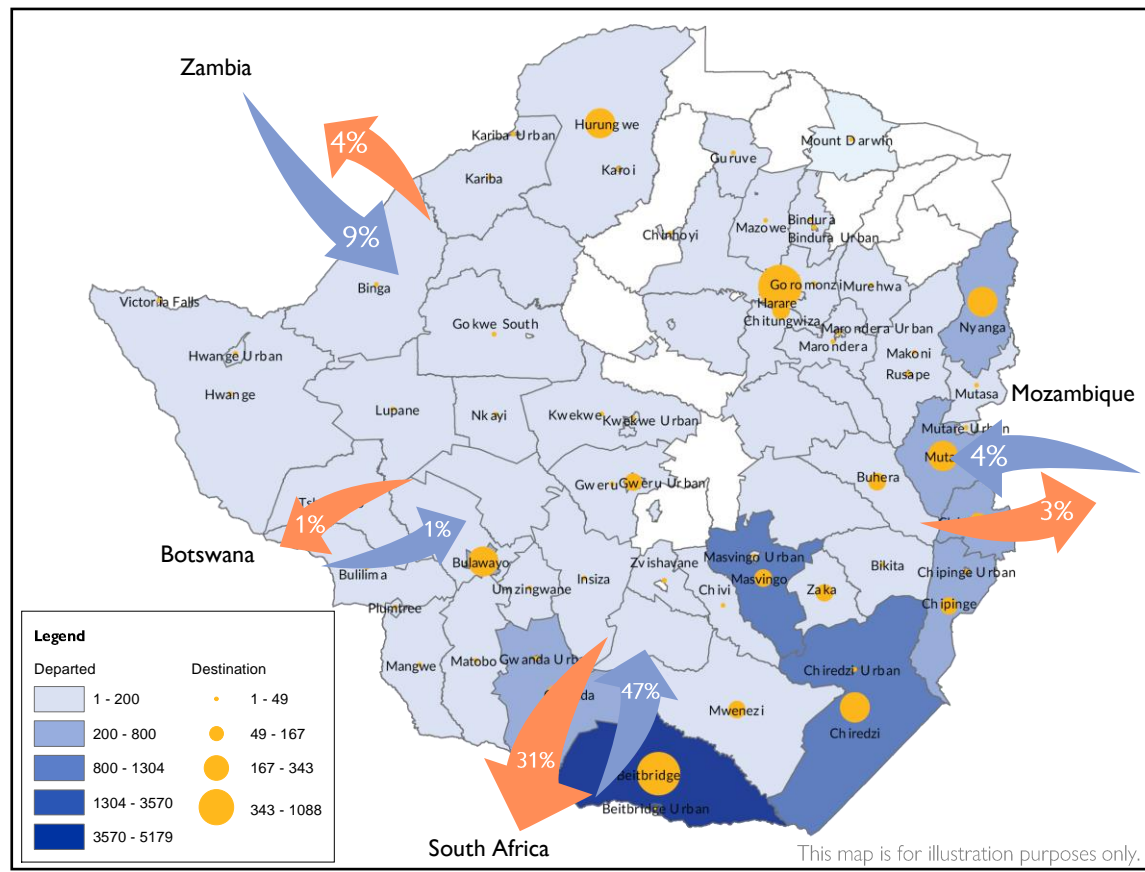 Zambia
4%
9%
Kariba Urban
Hurungwe
Kariba
Karoi
Guruve
Mount Darwin
Chinhoyi
Mazowe
Bindura
Bindura Urban
Binga
Victoria Falls
Gokwe South
Goromonzi
Murehwa
Harare
Chitungwiza
Nyanga
Marondera Urban
Marondera
Makoni
Rusape
Mutasa
Hwange Urban
Hwange
Lupane
Nkayi
Kwekwe
Kwekwe Urban
Mozambique
Mutare Urban
Muta
4%
Buhera
Gweru
Gweru Urban
3%
1%
1%
Botswana
Bulilima
Bulawayo
Umzingwane
Insiza
Zvishavane
Chivi
Masvingo Urban
Masvingo
Zaka
Bikita
Chipinge Urban
Chipinge
Plumtree
Mangwe
Matobo
Gwanda Urb
da
47%
31%
Mwenezi
Chiredzi Urban
Chiredzi
Beitbridge
Beitbridge Urban
South Africa
Legend
Departed
1 - 200
200 - 800
800 - 1304
1304 - 3570
3570 - 5179
Destination
1 - 49
49 - 167
167 - 343
343 - 1088
This map is for illustration purposes only.